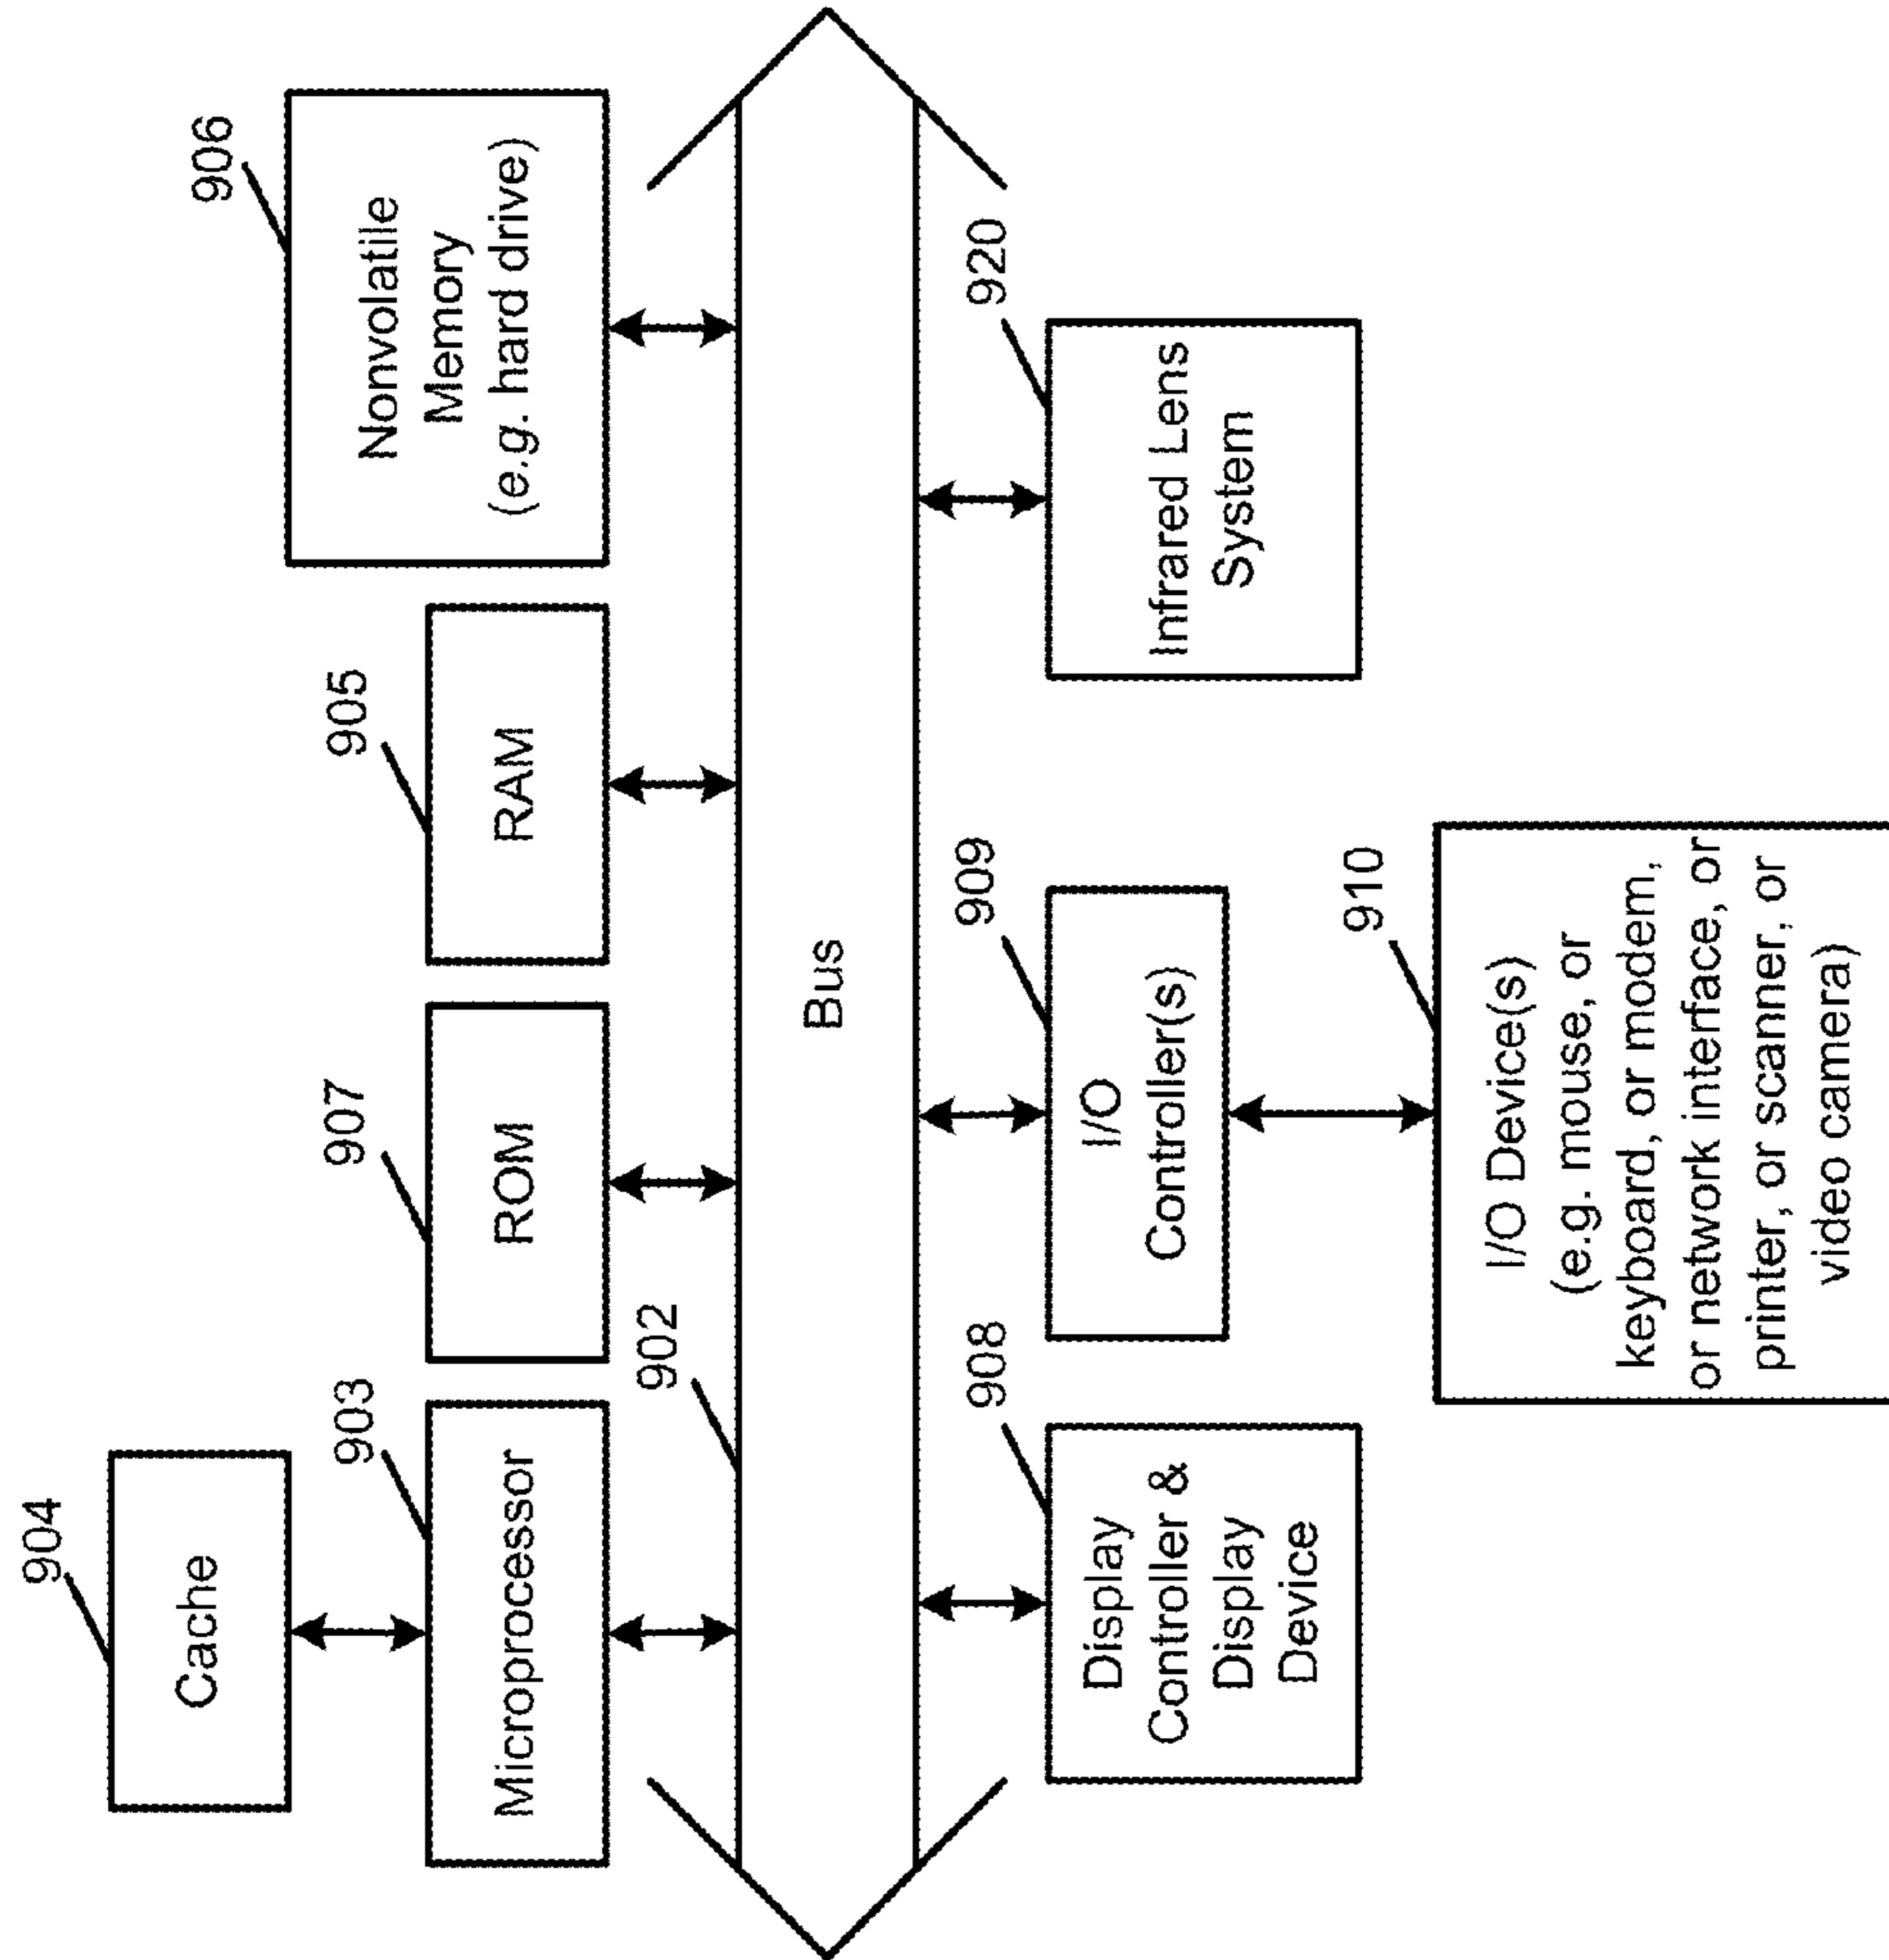 904
Cache
903
Microprocessor
907
ROM
905
RAM
906
Nonvolatile
Memory
(e.g. hard drive)
902
Bus
908
Display
Controller &
Display
Device
909
I/O
Controller(s)
920
Infrared Lens
System
910
I/O Device(s)
(e.g. mouse, or
keyboard, or modem,
or network interface, or
printer, or scanner, or
video camera)